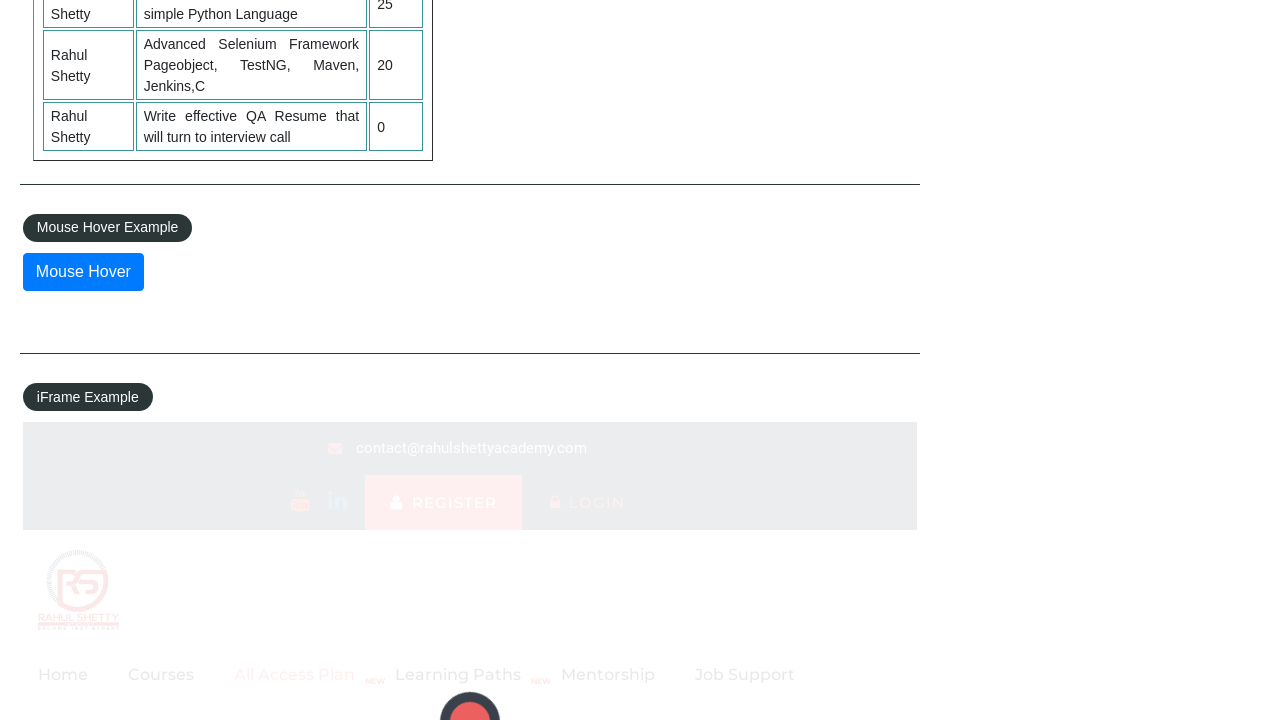 Shetty
simple Python Language
25
Rahul
Shetty
Advanced Selenium Framework
Pageobject, TestNG, Maven,
Jenkins,C
20
Rahul
Shetty
Write effective QA Resume that
will turn to interview call
0
Mouse Hover Example
Mouse Hover
iFrame Example
contact@rahulshettyacademy.com
REGISTER
LOGIN
RS
RAHUL SHETTY
Home
Courses
All Access Plan
NEW
Learning Paths
NEW
Mentorship
Job Support